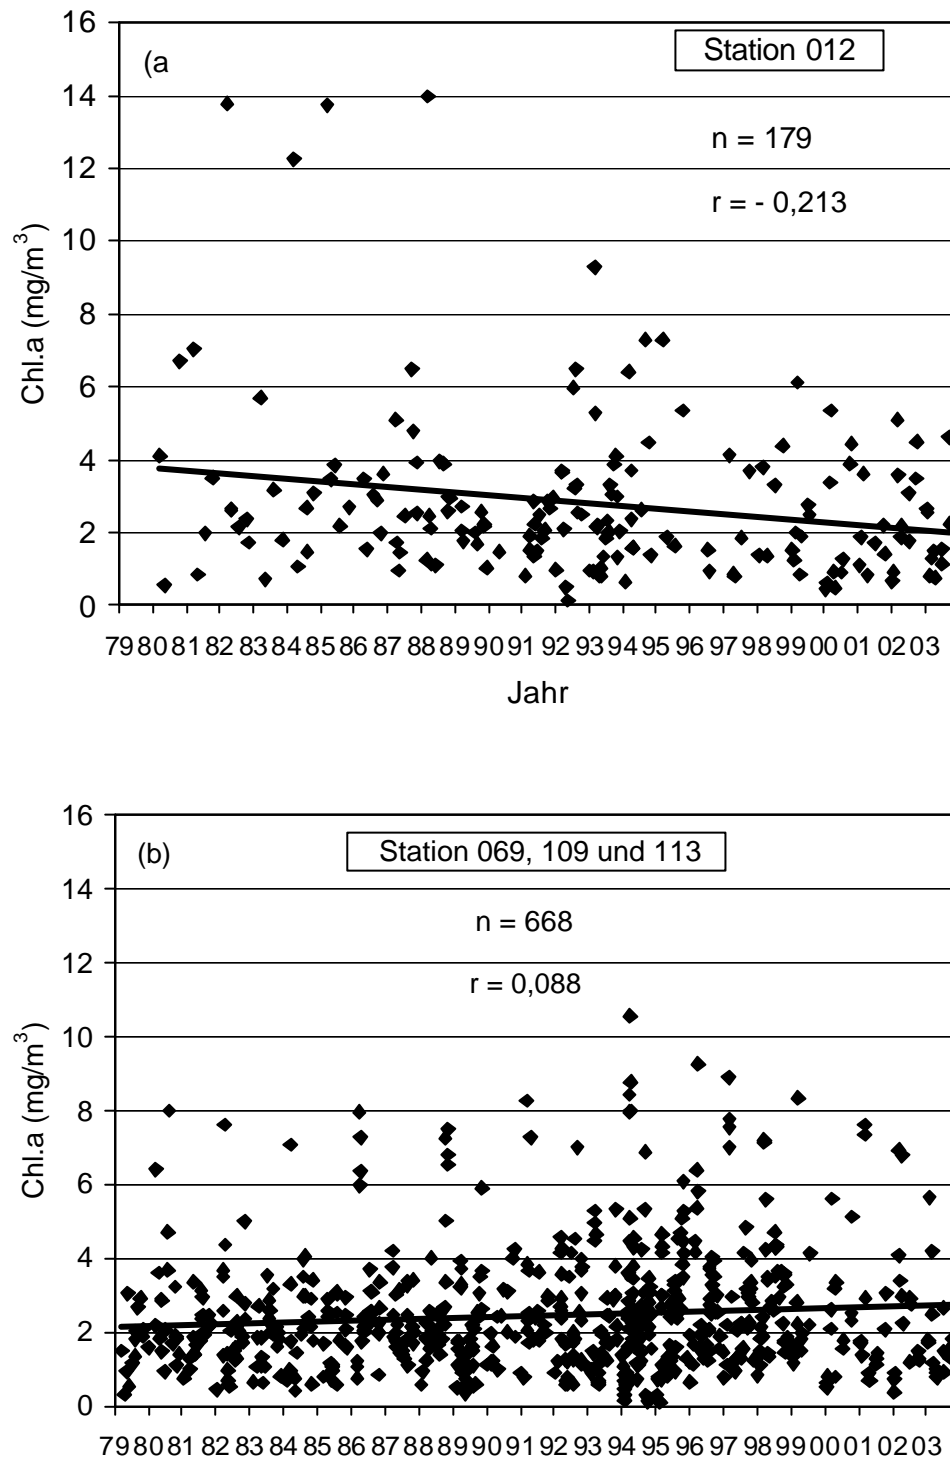 16
14
12
10
8
6
4
2
0
Chl.a (mg/m³)
(a
Station 012
n = 179
r = - 0,213
79 80 81 82 83 84 85 86 87 88 89 90 91 92 93 94 95 96 97 98 99 00 01 02 03
Jahr
16
14
12
10
8
6
4
2
0
Chl.a (mg/m³)
(b)
Station 069, 109 und 113
n = 668
r = 0,088
79 80 81 82 83 84 85 86 87 88 89 90 91 92 93 94 95 96 97 98 99 00 01 02 03